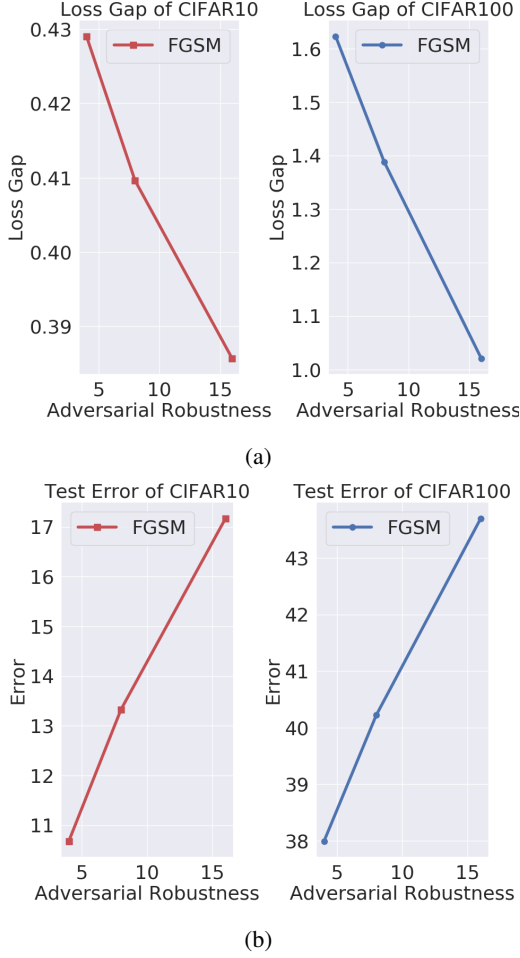 Loss Gap of CIFAR10
FGSM
0.43
0.42
0.41
0.40
0.39
Loss Gap
5 10 15
Adversarial Robustness
Loss Gap of CIFAR100
FGSM
1.6
1.5
1.4
1.3
1.2
1.1
1.0
Loss Gap
5 10 15
Adversarial Robustness
(a)
Test Error of CIFAR10
FGSM
17
16
15
14
13
12
11
Error
5 10 15
Adversarial Robustness
Test Error of CIFAR100
FGSM
43
42
41
40
39
38
Error
5 10 15
Adversarial Robustness
(b)